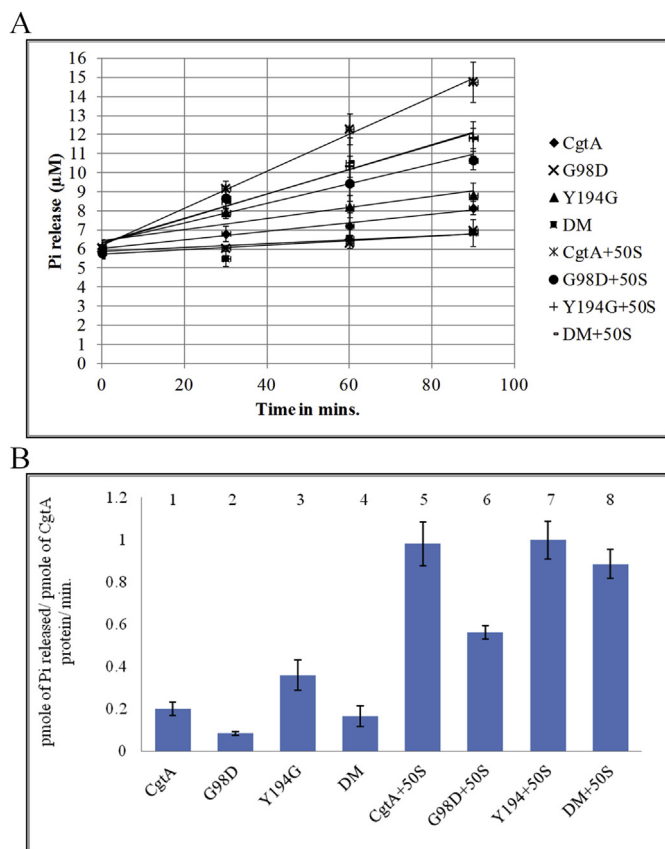 A
16
15
14
13
12
11
10
9
8
7
6
5
4
3
2
1
0
Pi release (µM)
0 20 40 60 80 100
Time in mins.
CgtA
G98D
Y194G
DM
CgtA+50S
G98D+50S
Y194G+50S
DM+50S
B
pmole of Pi released/ pmole of CgtA
protein/ min.
1.2
1
0.8
0.6
0.4
0.2
0
1 2 3 4 5 6 7 8
CgtA
G98D
Y194G
DM
CgtA+50S
G98D+50S
Y194+50S
DM+50S